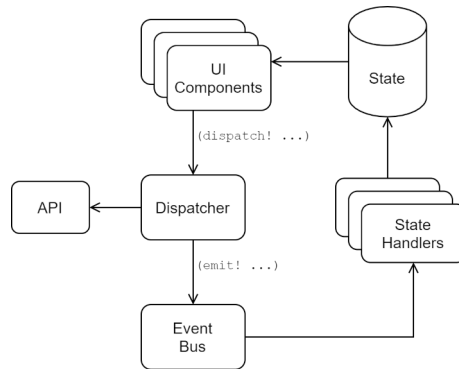 UI
Components
State
(dispatch! ...)
API
Dispatcher
State
Handlers
(emit! ...)
Event
Bus